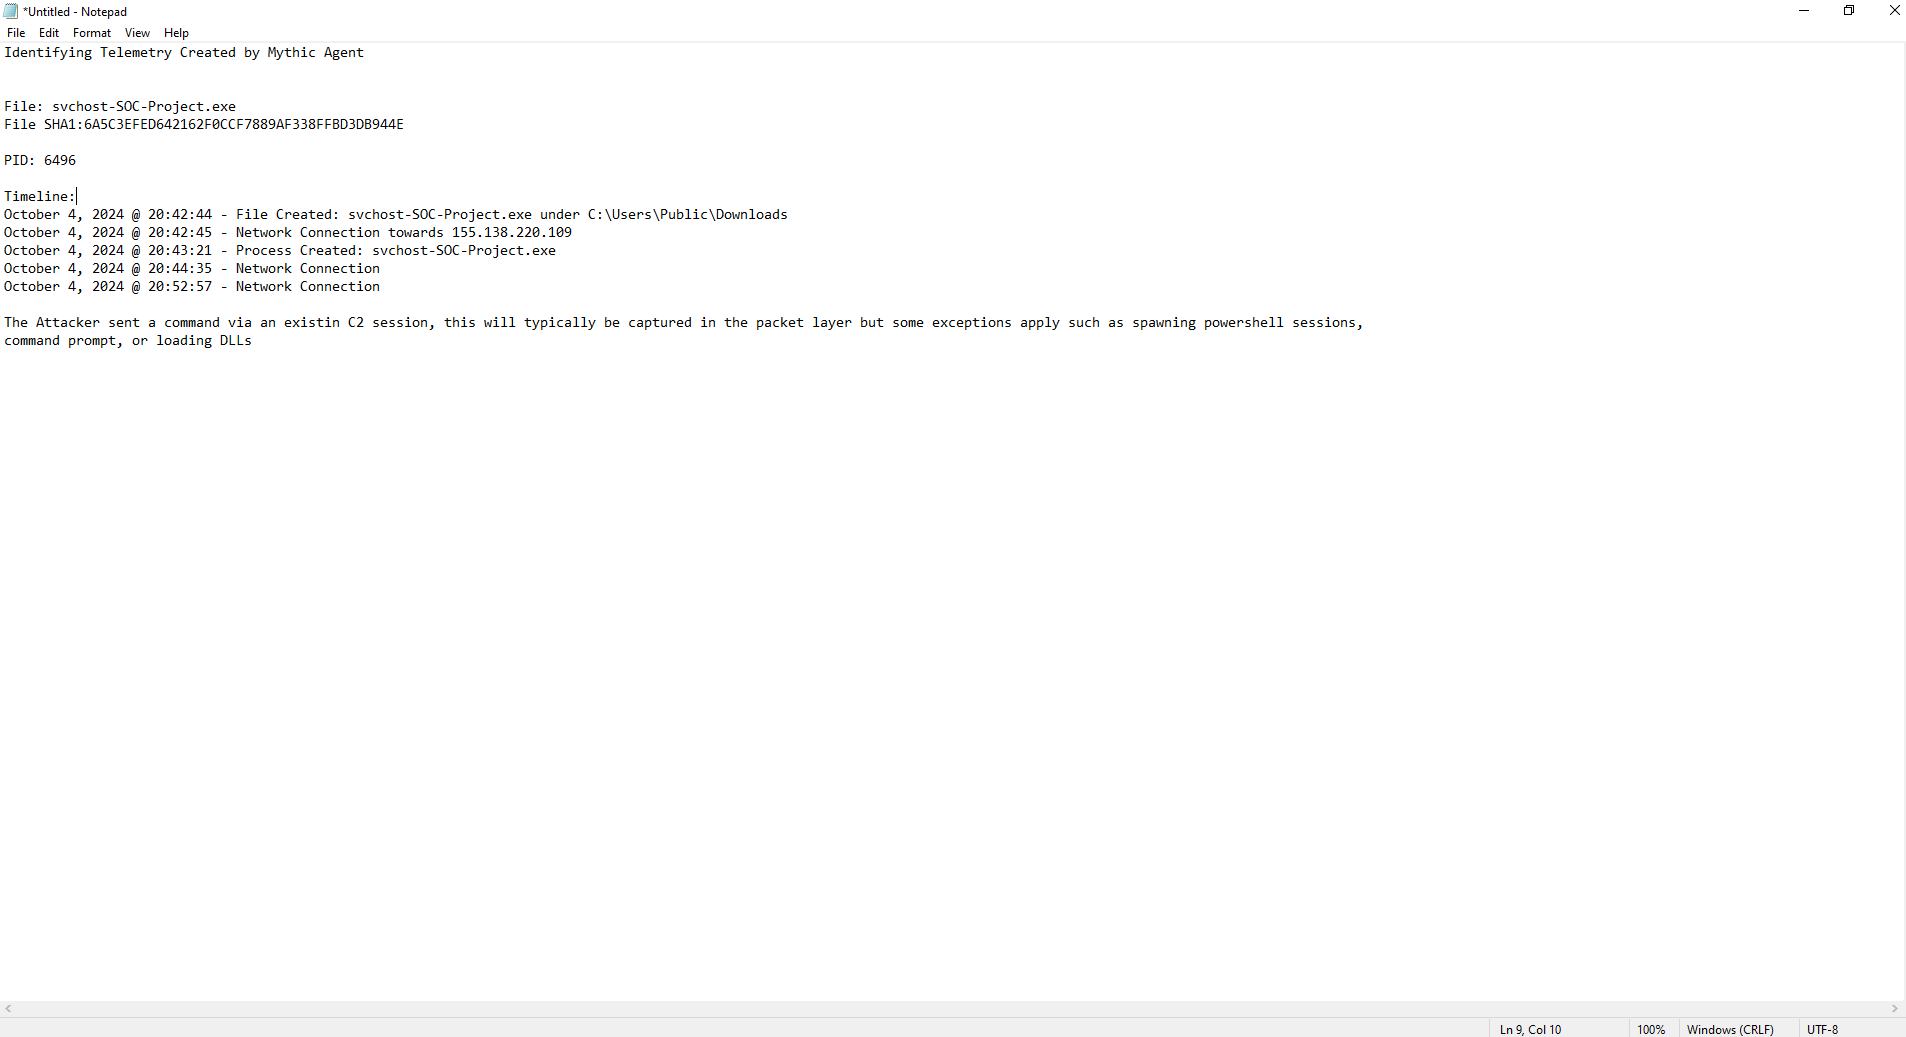 *Untitled - Notepad
File Edit Format View Help
Identifying Telemetry Created by Mythic Agent
File: svchost-SOC-Project.exe
File SHA1:6A5C3EFED642162F0CCF7889AF338FFBD3DB944E
PID: 6496
Timeline:
October 4, 2024 @ 20:42:44 - File Created: svchost-SOC-Project.exe under C:\Users\Public\Downloads
October 4, 2024 @ 20:42:45 - Network Connection towards 155.138.220.109
October 4, 2024 @ 20:43:21 - Process Created: svchost-SOC-Project.exe
October 4, 2024 @ 20:44:35 - Network Connection
October 4, 2024 @ 20:52:57 - Network Connection
The Attacker sent a command via an existin C2 session, this will typically be captured in the packet layer but some exceptions apply such as spawning powershell sessions,
command prompt, or loading DLLs
Ln 9, Col 10 100% Windows (CRLF) UTF-8